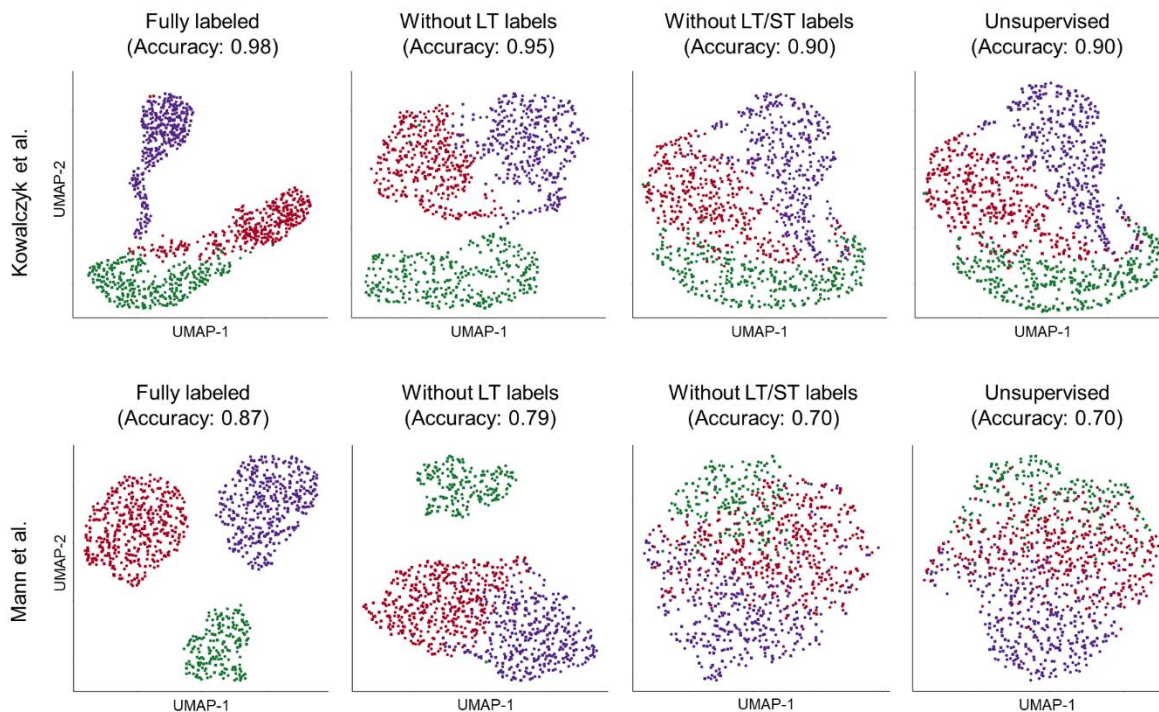 Fully labeled
(Accuracy: 0.98)
Without LT labels
(Accuracy: 0.95)
Without LT/ST labels
(Accuracy: 0.90)
Unsupervised
(Accuracy: 0.90)
Kowalczyk et al.
UMAP-2
UMAP-1
UMAP-1
UMAP-1
UMAP-1
Fully labeled
(Accuracy: 0.87)
Without LT labels
(Accuracy: 0.79)
Without LT/ST labels
(Accuracy: 0.70)
Unsupervised
(Accuracy: 0.70)
Mann et al.
UMAP-2
UMAP-1
UMAP-1
UMAP-1
UMAP-1